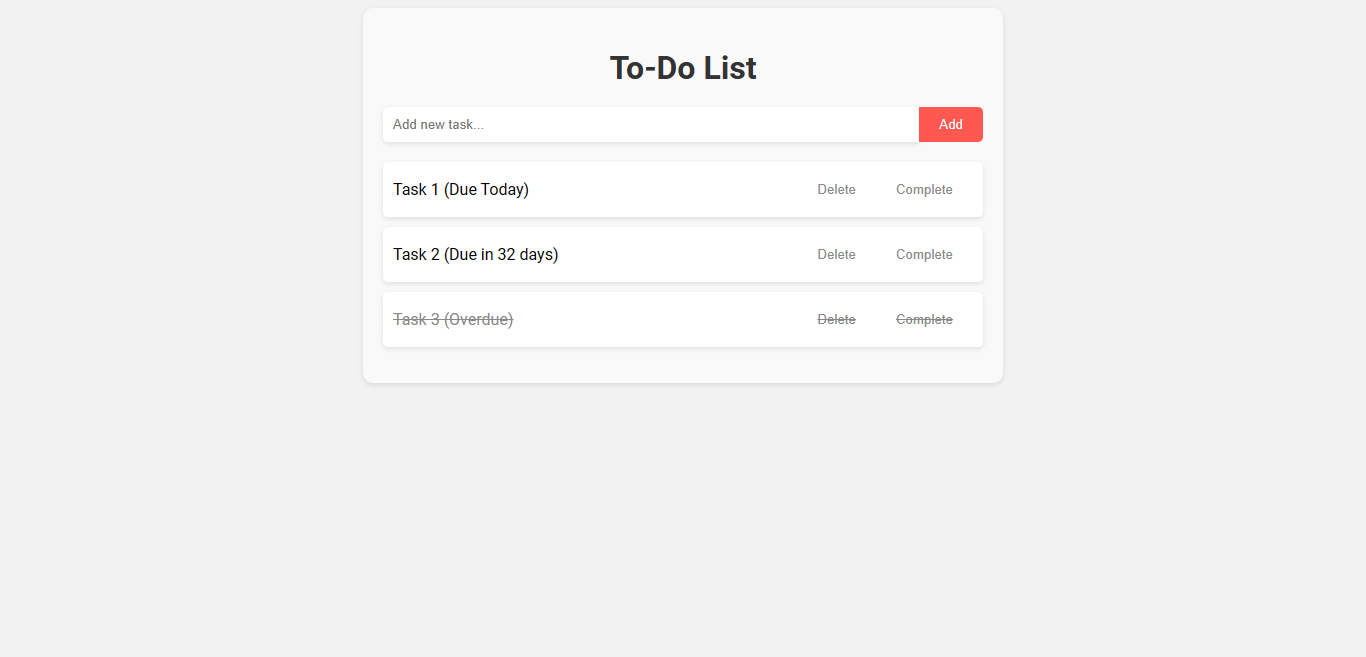 To-Do List
Add new task...
Add
Task 1 (Due Today)
Delete
Complete
Task 2 (Due in 32 days)
Delete
Complete
Task 3 (Overdue)
Delete
Complete